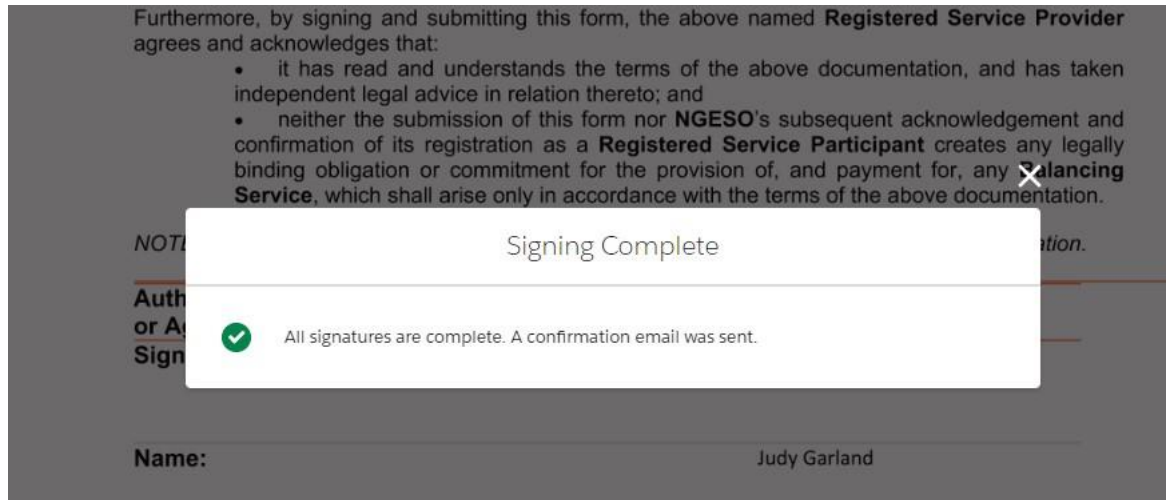 Furthermore, by signing and submitting this form, the above named Registered Service Provider
agrees and acknowledges that:
• it has read and understands the terms of the above documentation, and has taken
independent legal advice in relation thereto; and
• neither the submission of this form nor NGESO's subsequent acknowledgement and
confirmation of its registration as a Registered Service Participant creates any legally
binding obligation or commitment for the provision of, and payment for, any Balancing
Service, which shall arise only in accordance with the terms of the above documentation.
Signing Complete
All signatures are complete. A confirmation email was sent.
Name: Judy Garland